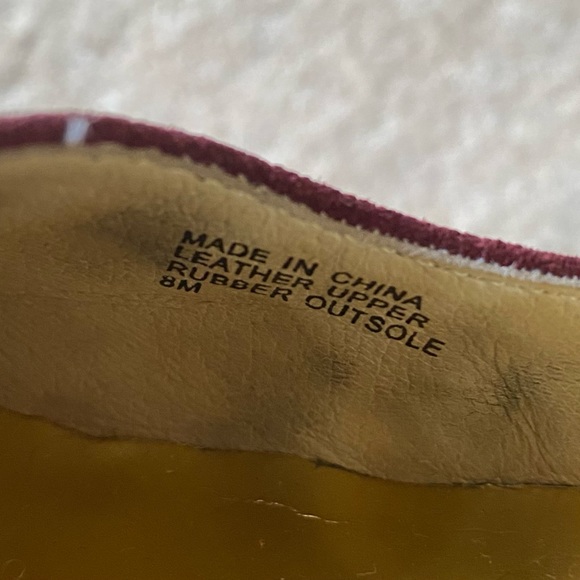 MADE IN CHINA
LEATHER UPPER
RUBBER OUTSOLE
8M